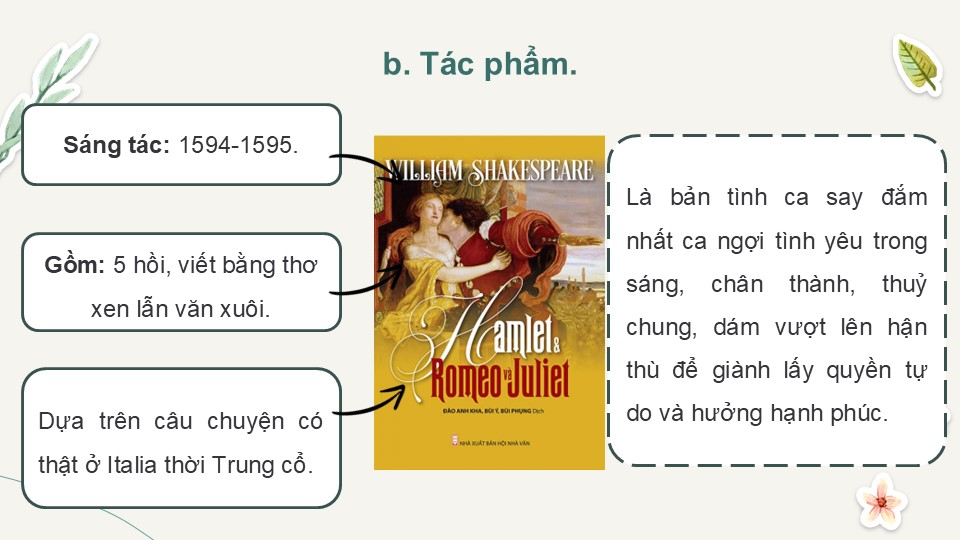 b. Tác phẩm.
Sáng tác: 1594-1595.
Gồm: 5 hồi, viết bằng thơ
xen lẫn văn xuôi.
Dựa trên câu chuyện có
thật ở Italia thời Trung cổ.
WILLIAM SHAKESPEARE
Hamlet &
Romeo và Juliet
ĐÀO ANH KHA, BÙI Ý, BÙI PHỤNG Dịch
NHÀ XUẤT BẢN HỘI NHÀ VĂN
Là bản tình ca say đắm
nhất ca ngợi tình yêu trong
sáng, chân thành, thuỷ
chung, dám vượt lên hận
thù để giành lấy quyền tự
do và hưởng hạnh phúc.